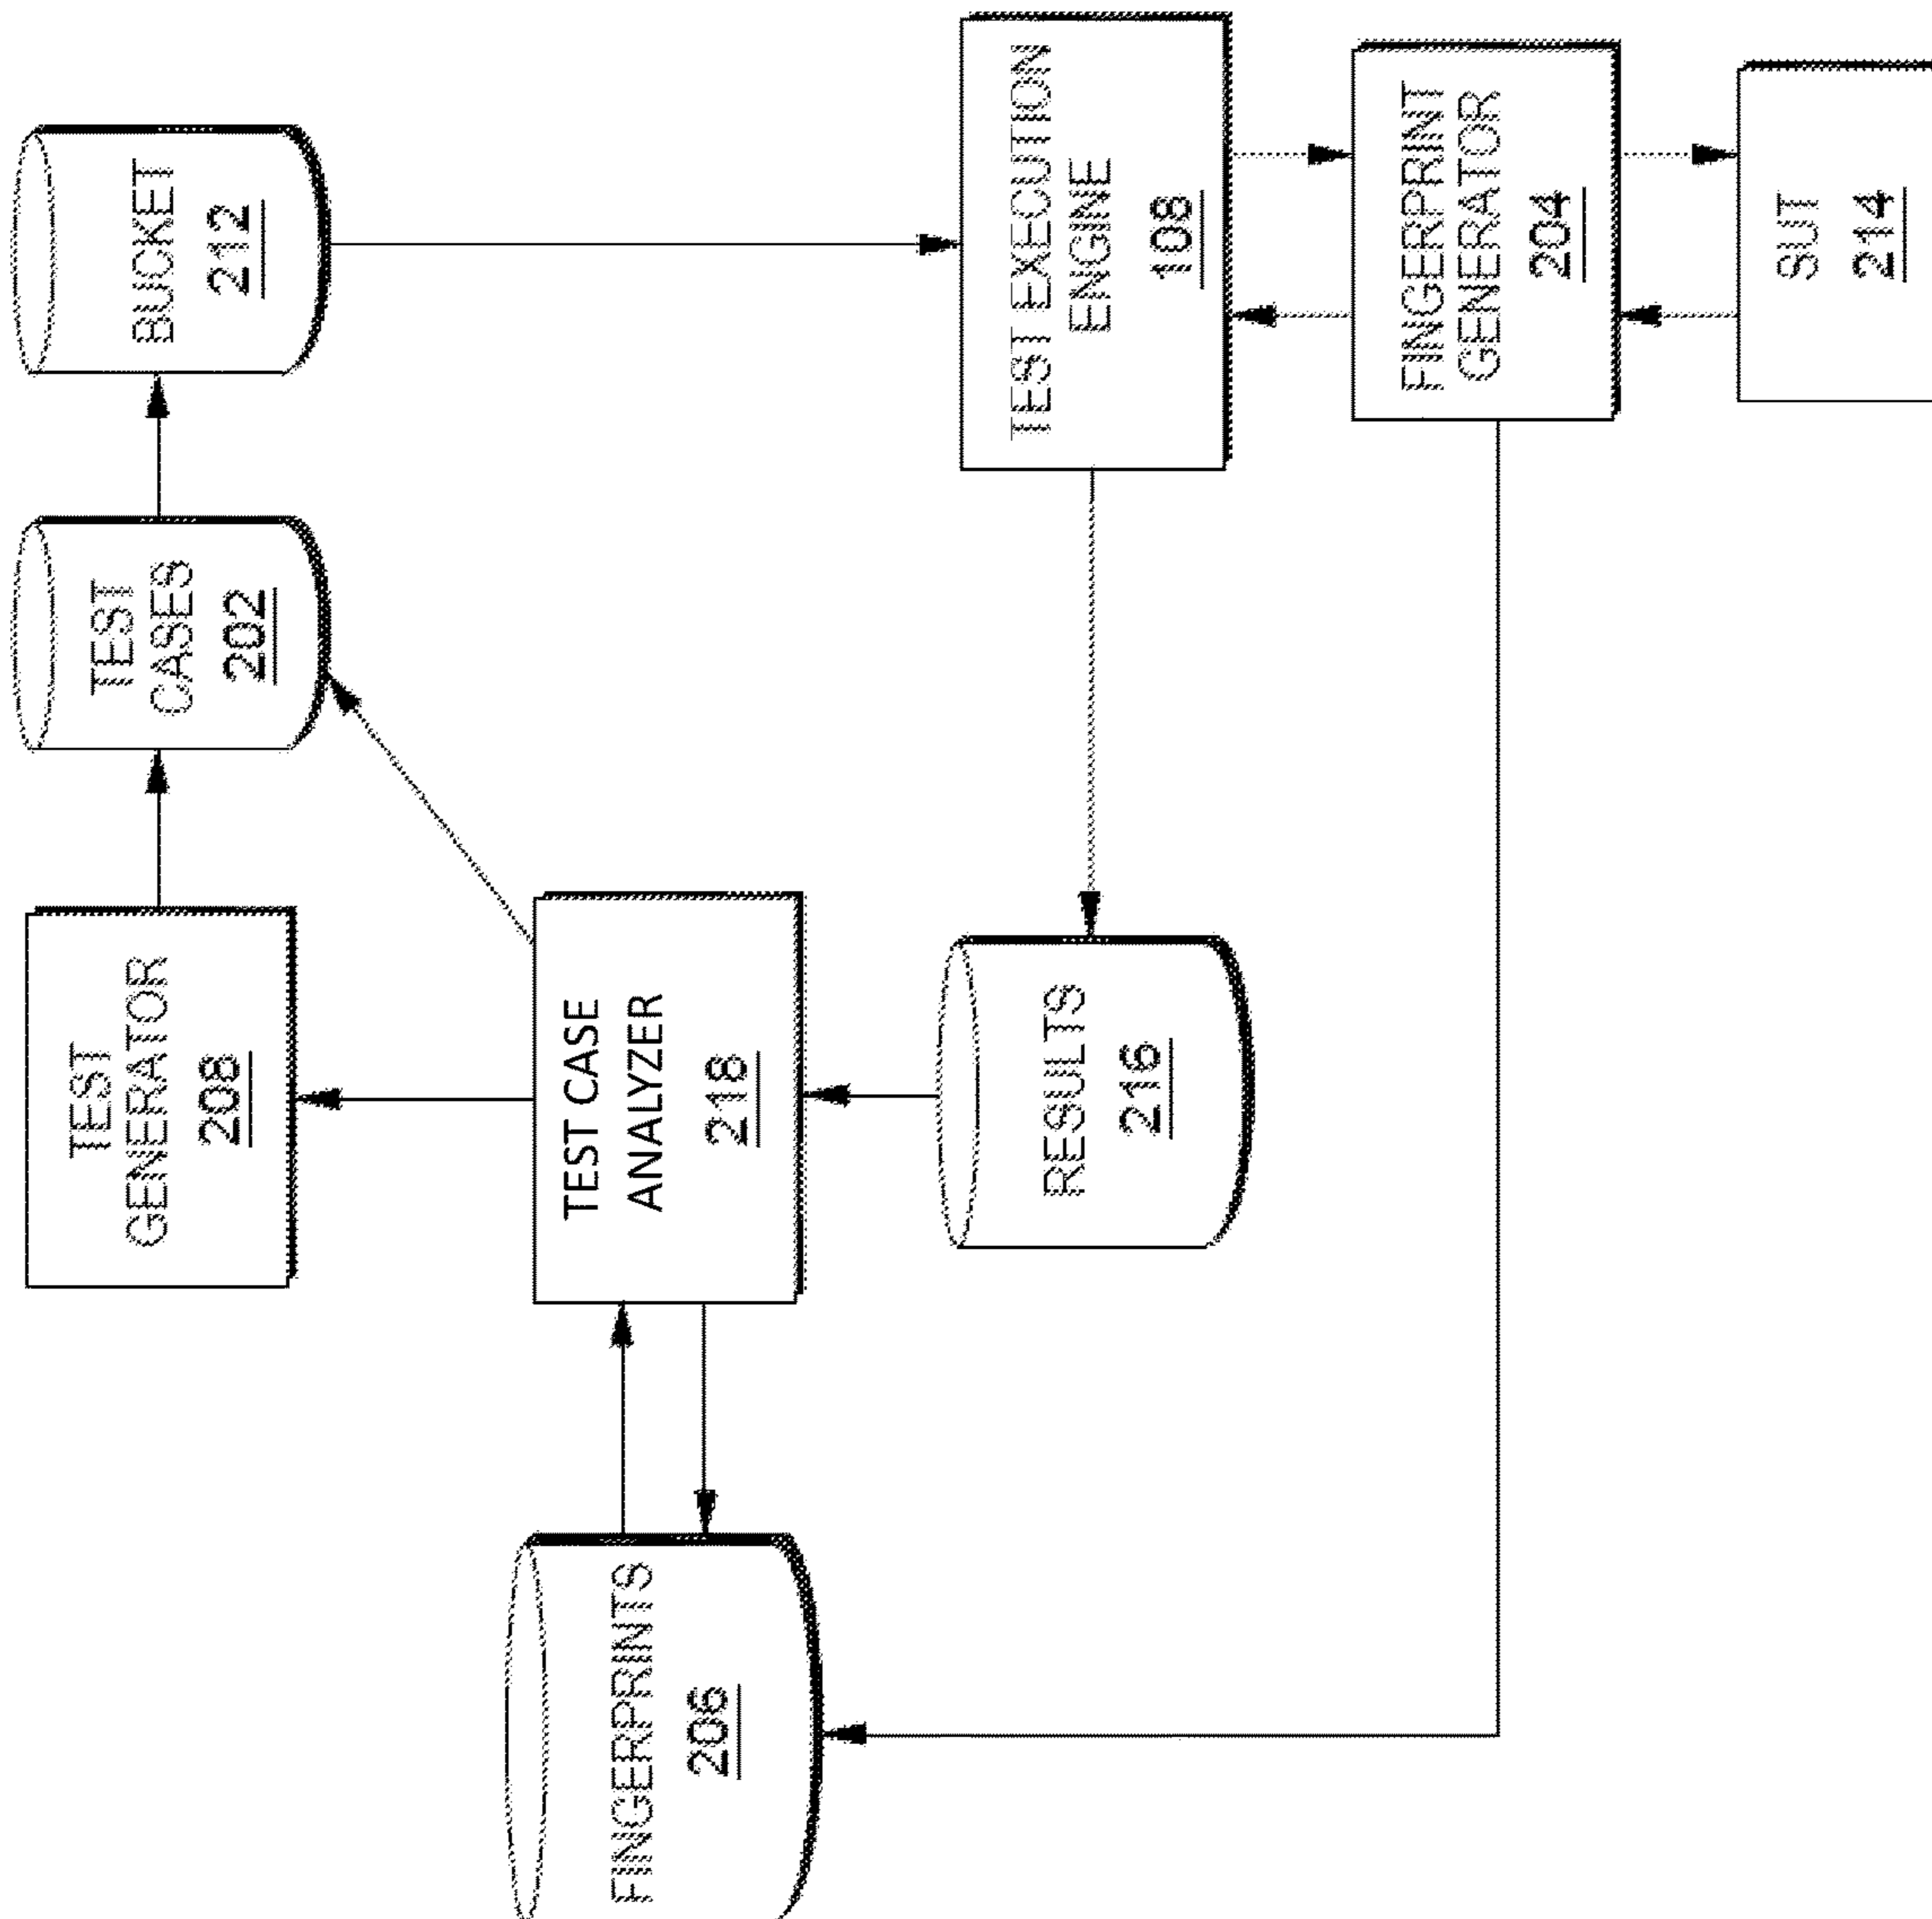 TEST
GENERATOR
208
TEST
CASES
202
BUCKET
212
FINGERPRINTS
206
TEST CASE
ANALYZER
218
RESULTS
216
TEST EXECUTION
ENGINE
108
FINGERPRINT
GENERATOR
204
SUT
214